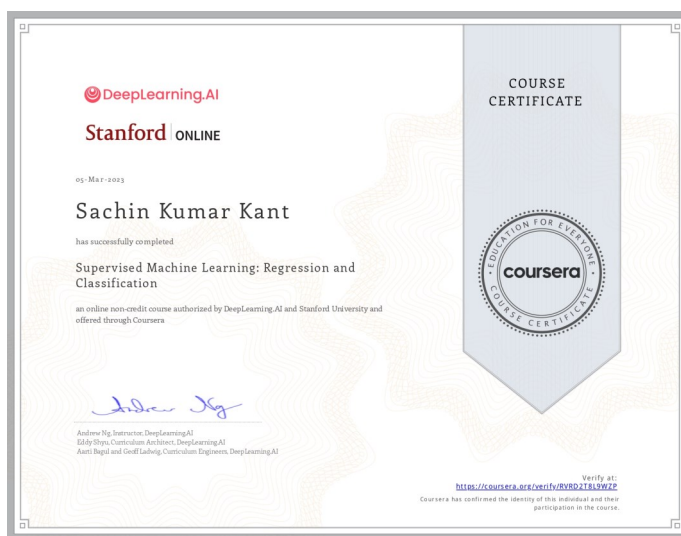 DeepLearning.AI
Stanford ONLINE
05-Mar-2023
Sachin Kumar Kant
has successfully completed
Supervised Machine Learning: Regression and
Classification
an online non-credit course authorized by DeepLearning.AI and Stanford University and
offered through Coursera
Andrew Ng
Andrew Ng, Instructor, DeepLearning.AI
Eddy Shyu, Curriculum Architect, DeepLearning.AI
Aarti Bagul and Geoff Ladwig, Curriculum Engineers, DeepLearning.AI
COURSE
CERTIFICATE
EDUCATION FOR EVERYONE
coursera
COURSE CERTIFICATE
Verify at:
https://coursera.org/verify/RVRD2T8L9WZP
Coursera has confirmed the identity of this individual and their
participation in the course.